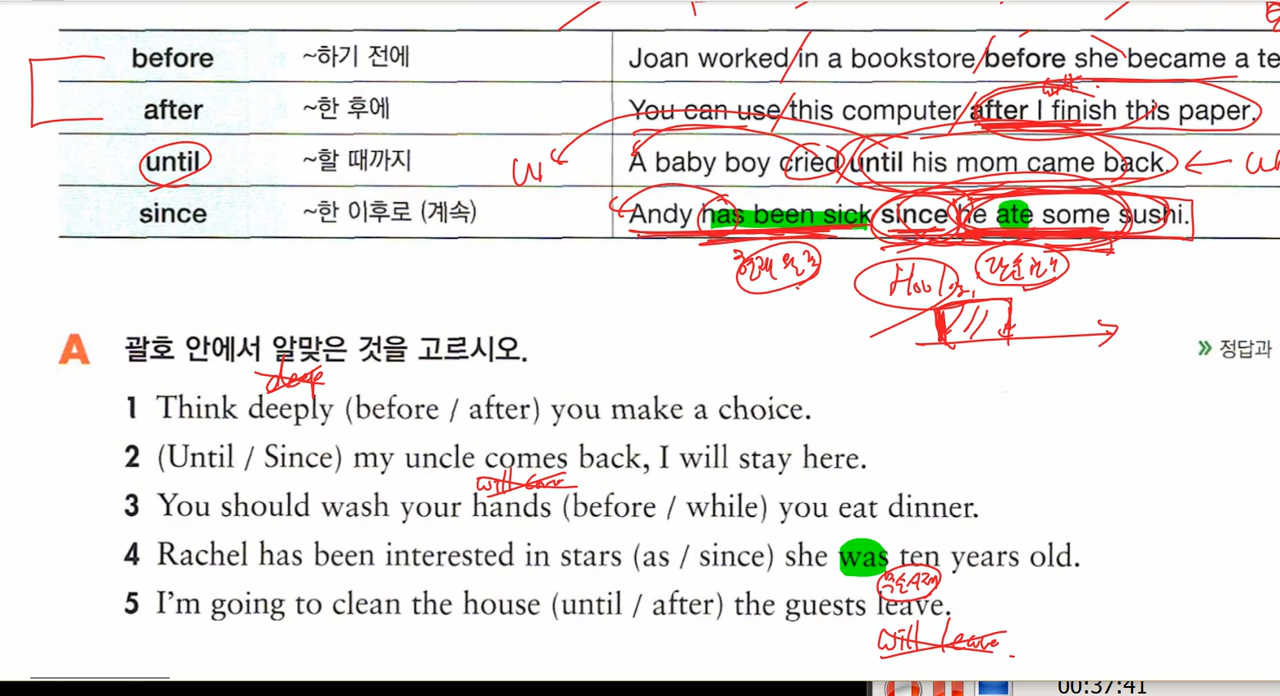 before ~하기 전에 Joan worked in a bookstore before she became a te
after ~한 후에 You can use this computer after I finish this paper.
will
until ~할 때까지 A baby boy cried until his mom came back.
since ~한 이후로 (계속) Andy has been sick since he ate some sushi.
A 괄호 안에서 알맞은 것을 고르시오.
» 정답과
deep
1 Think deeply (before / after) you make a choice.
2 (Until / Since) my uncle comes back, I will stay here.
will come
3 You should wash your hands (before / while) you eat dinner.
4 Rachel has been interested in stars (as / since) she was ten years old.
5 I'm going to clean the house (until / after) the guests leave.
will leave.
00:37:41